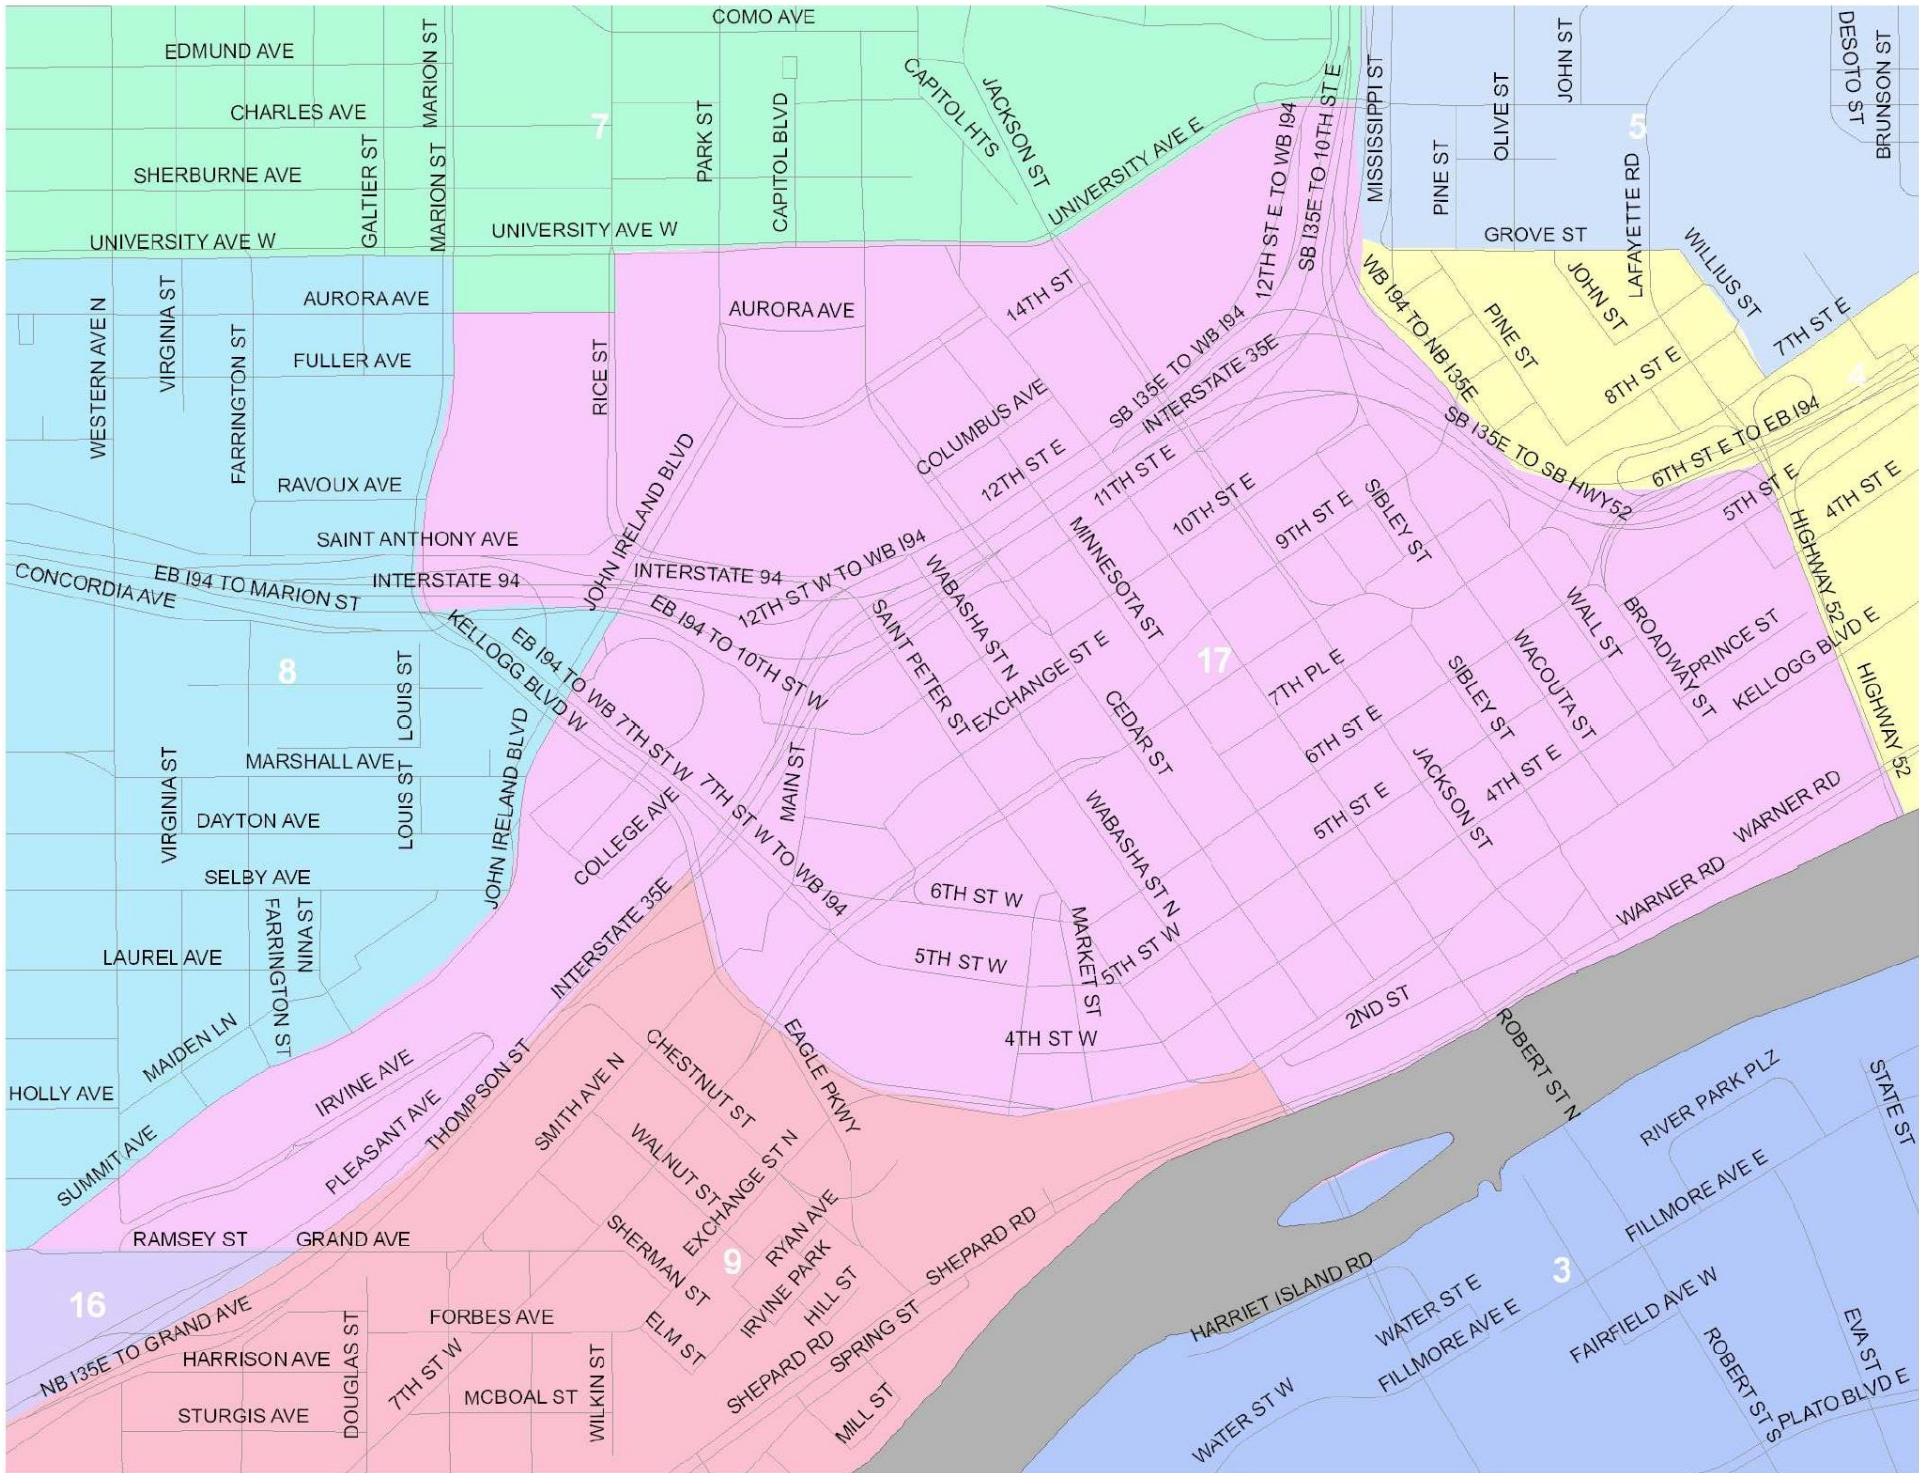 COMO AVE
EDMUND AVE
MARION ST
CHARLES AVE
7
PARK ST
CAPITOL BLVD
CAPITOL HTS
JACKSON ST
UNIVERSITY AVE E
12TH ST E TO WB I94
SB I35E TO 10TH ST E
MISSISSIPPI ST
PINE ST
OLIVE ST
JOHN ST
5
LAFAYETTE RD
DESOTO ST
BRUNSON ST
SHERBURNE AVE
GALTIER ST
MARION ST
UNIVERSITY AVE W
UNIVERSITY AVE W
GROVE ST
WILLIUS ST
7TH ST E
WESTERN AVE N
VIRGINIA ST
FARRINGTON ST
AURORA AVE
FULLER AVE
RICE ST
AURORA AVE
14TH ST
WB I94 TO NB I35E
PINE ST
JOHN ST
8TH ST E
4
6TH ST E TO EB I94
SB I35E TO WB I94
INTERSTATE 35E
COLUMBUS AVE
12TH ST E
11TH ST E
10TH ST E
9TH ST E
SIBLEY ST
SB I35E TO SB HWY52
5TH ST E
4TH ST E
HIGHWAY 52
RAVOUX AVE
SAINT ANTHONY AVE
JOHN IRELAND BLVD
CONCORDIA AVE
EB I94 TO MARION ST
INTERSTATE 94
INTERSTATE 94
12TH ST W TO WB I94
WABASHA ST N
MINNESOTA ST
KELLOGG BLVD W
EB I94 TO WB 7TH ST W
EB I94 TO 10TH ST W
SAINT PETER ST
EXCHANGE ST E
17
7TH PL E
SIBLEY ST
WACOUTA ST
WALL ST
BROADWAY ST
PRINCE ST
KELLOGG BLVD E
HIGHWAY 52
8
LOUIS ST
JOHN IRELAND BLVD
MARSHALL AVE
VIRGINIA ST
LOUIS ST
DAYTON AVE
COLLEGE AVE
7TH ST W TO WB I94
MAIN ST
CEDAR ST
6TH ST E
5TH ST E
JACKSON ST
4TH ST E
WARNER RD
WARNER RD
SELBY AVE
FARRINGTON ST
NINA ST
LAUREL AVE
INTERSTATE 35E
6TH ST W
5TH ST W
MARKET ST
5TH ST W
WABASHA ST N
4TH ST W
2ND ST
ROBERT ST N
MAIDEN LN
HOLLY AVE
SUMMIT AVE
IRVINE AVE
PLEASANT AVE
THOMPSON ST
SMITH AVE N
CHESTNUT ST
EAGLE PKWY
WALNUT ST
EXCHANGE ST N
RIVER PARK PLZ
STATE ST
FILLMORE AVE E
RAMSEY ST
GRAND AVE
SHERMAN ST
9
RYAN AVE
IRVINE PARK
HILL ST
SHEPARD RD
HARRIET ISLAND RD
3
16
NB I35E TO GRAND AVE
FORBES AVE
ELM ST
SHEPARD RD
SPRING ST
WATER ST E
FILLMORE AVE E
FAIRFIELD AVE W
EVA ST
HARRISON AVE
DOUGLAS ST
7TH ST W
MCBOAL ST
WILKIN ST
MILL ST
STURGIS AVE
WATER ST W
ROBERT ST S
PLATO BLVD E